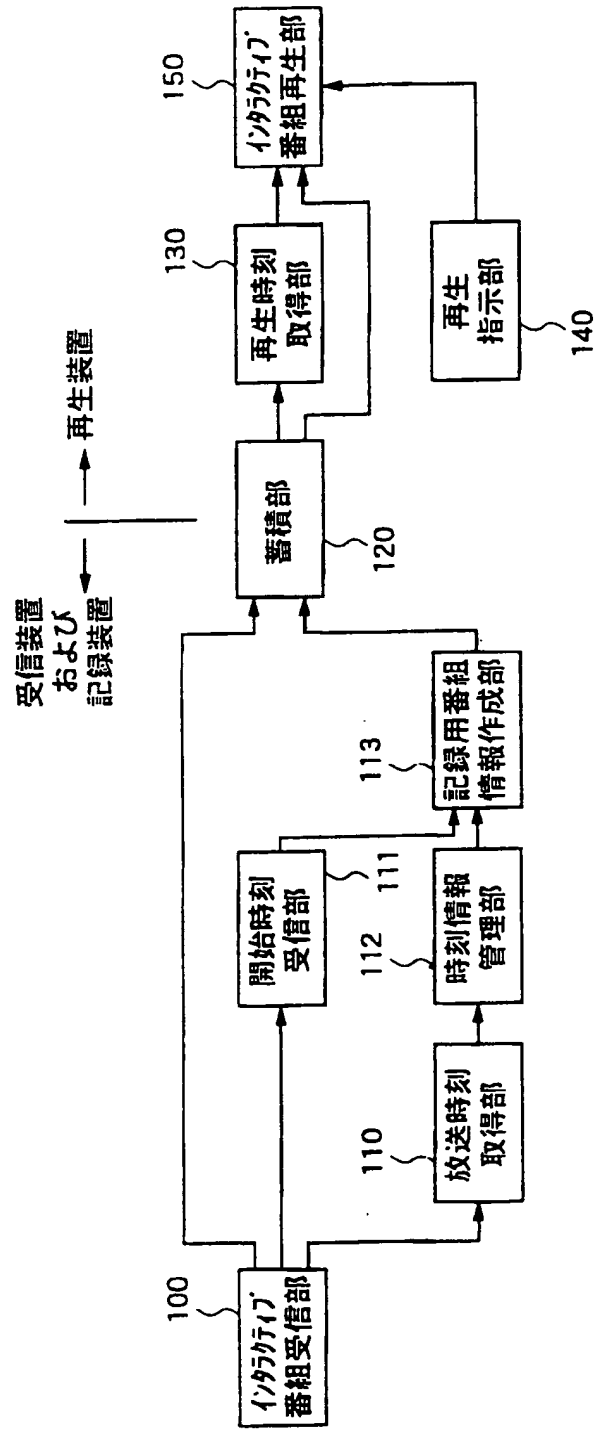 受信装置
および
記録装置
再生装置
100
インタラクティブ
番組受信部
開始時刻
受信部
111
110
放送時刻
取得部
112
時刻情報
管理部
113
記録用番組
情報作成部
蓄積部
120
130
再生時刻
取得部
再生
指示部
140
150
インタラクティブ
番組再生部